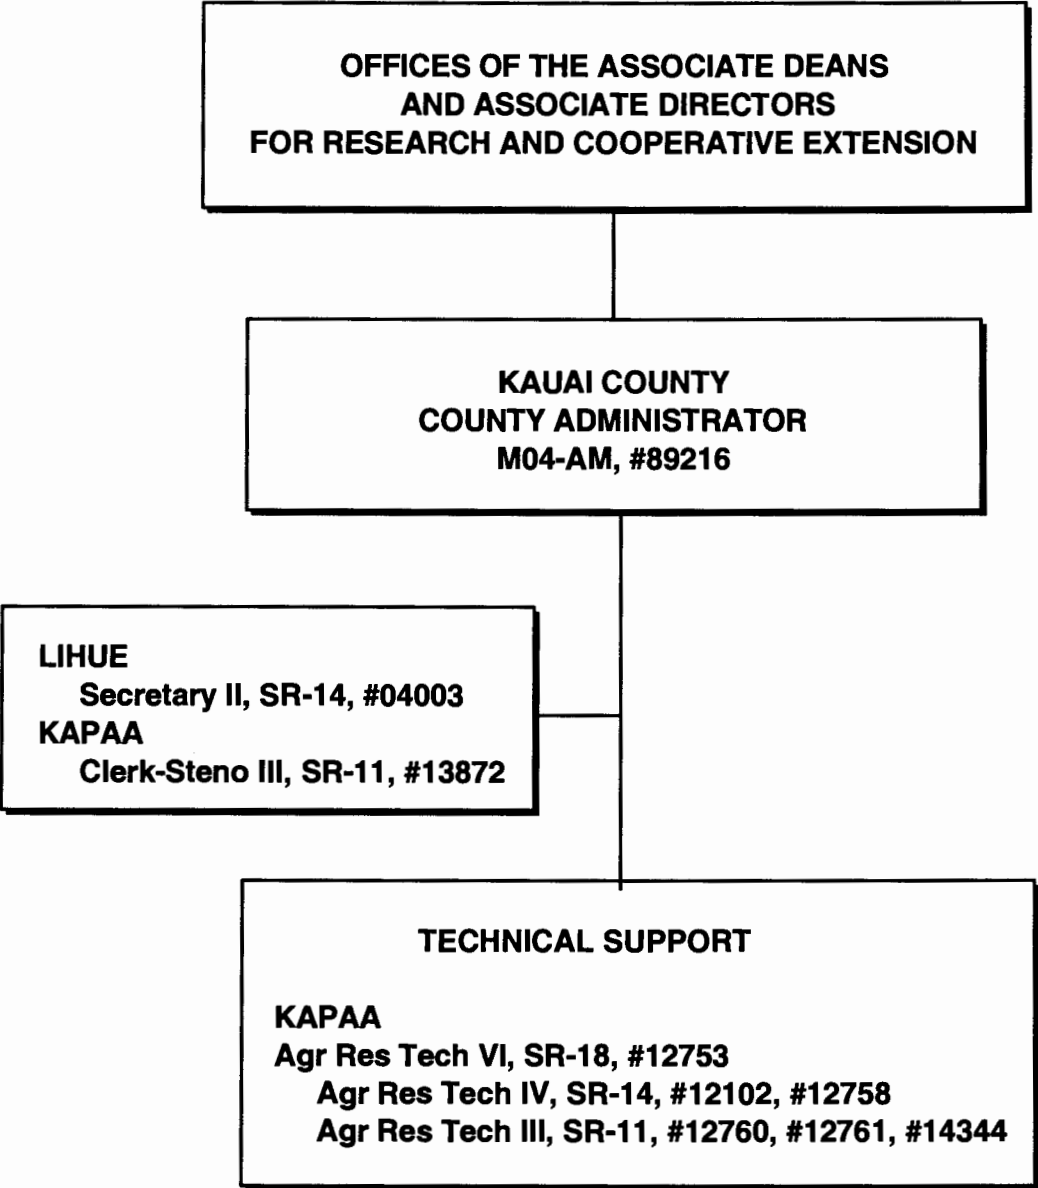 OFFICES OF THE ASSOCIATE DEANS
AND ASSOCIATE DIRECTORS
FOR RESEARCH AND COOPERATIVE EXTENSION
KAUAI COUNTY
COUNTY ADMINISTRATOR
M04-AM, #89216
LIHUE
Secretary II, SR-14, #04003
KAPAA
Clerk-Steno III, SR-11, #13872
TECHNICAL SUPPORT
KAPAA
Agr Res Tech VI, SR-18, #12753
Agr Res Tech IV, SR-14, #12102, #12758
Agr Res Tech III, SR-11, #12760, #12761, #14344